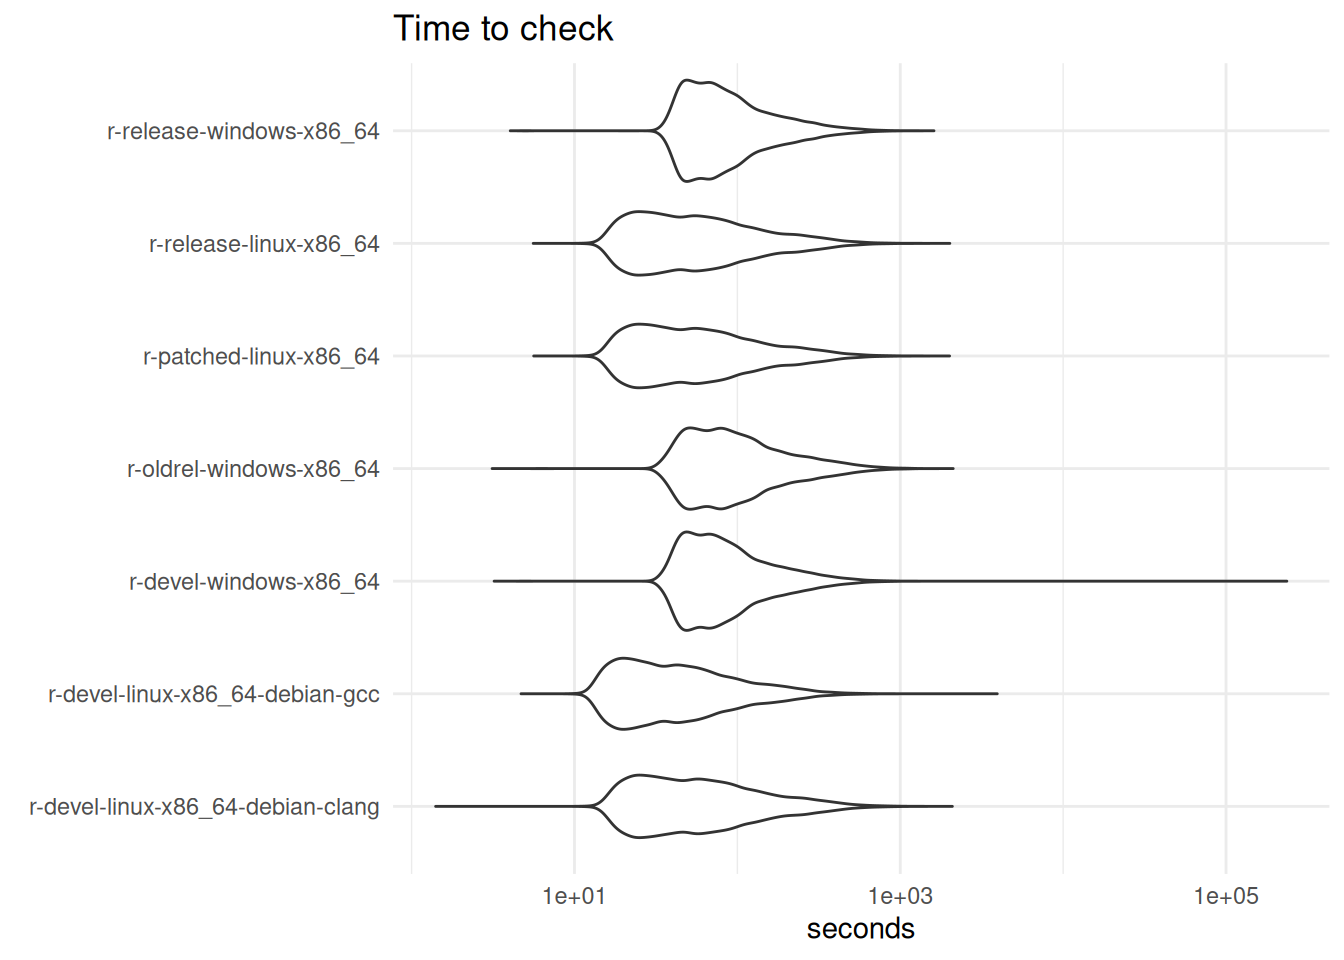 Time to check
r-release-windows-x86_64
r-release-linux-x86_64
r-patched-linux-x86_64
r-oldrel-windows-x86_64
r-devel-windows-x86_64
r-devel-linux-x86_64-debian-gcc
r-devel-linux-x86_64-debian-clang
1e+01 1e+03 1e+05
seconds